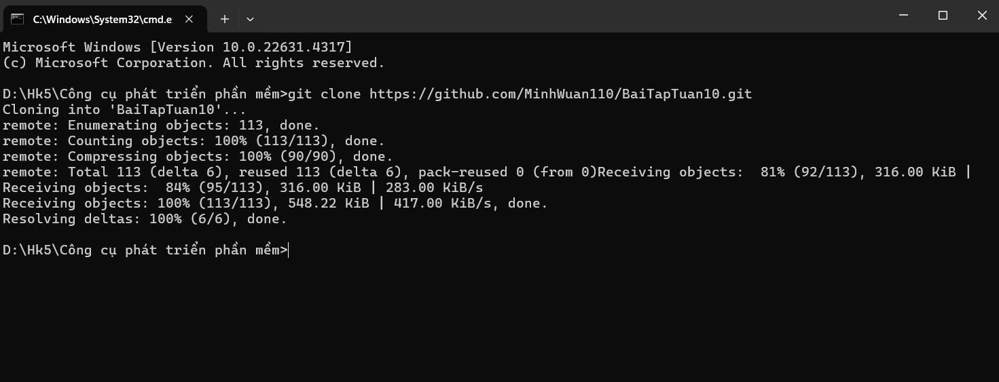 C:\Windows\System32\cmd.e
Microsoft Windows [Version 10.0.22631.4317]
(c) Microsoft Corporation. All rights reserved.
D:\Hk5\Công cụ phát triển phần mềm>git clone https://github.com/MinhWuan110/BaiTapTuan10.git
Cloning into 'BaiTapTuan10'...
remote: Enumerating objects: 113, done.
remote: Counting objects: 100% (113/113), done.
remote: Compressing objects: 100% (90/90), done.
remote: Total 113 (delta 6), reused 113 (delta 6), pack-reused 0 (from 0)Receiving objects:  81% (92/113), 316.00 KiB |
Receiving objects:  84% (95/113), 316.00 KiB | 283.00 KiB/s
Receiving objects: 100% (113/113), 548.22 KiB | 417.00 KiB/s, done.
Resolving deltas: 100% (6/6), done.
D:\Hk5\Công cụ phát triển phần mềm>